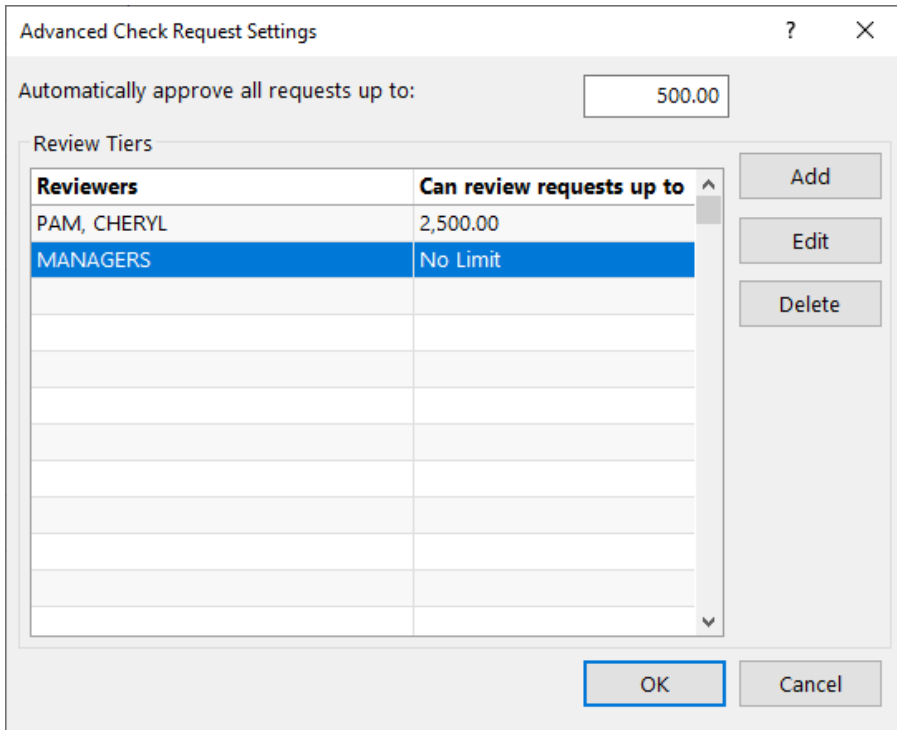 Advanced Check Request Settings ?
Automatically approve all requests up to: 500.00
Review Tiers
Reviewers Can review requests up to
PAM, CHERYL 2,500.00
MANAGERS No Limit
Add
Edit
Delete
OK Cancel